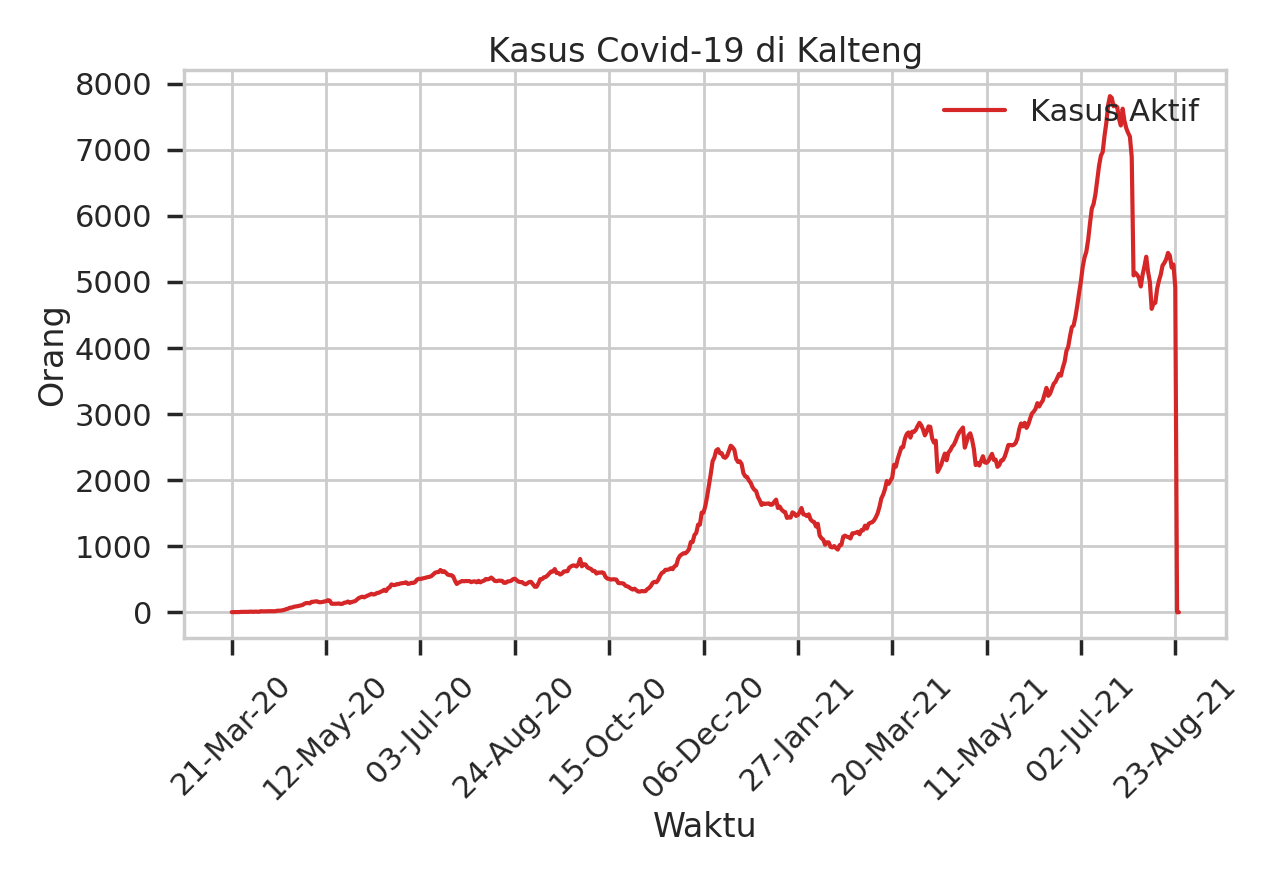 Kasus Covid-19 di Kalteng
Kasus Aktif
8000
7000
6000
5000
4000
3000
2000
1000
0
Orang
21-Mar-20
12-May-20
03-Jul-20
24-Aug-20
15-Oct-20
06-Dec-20
27-Jan-21
20-Mar-21
11-May-21
02-Jul-21
23-Aug-21
Waktu